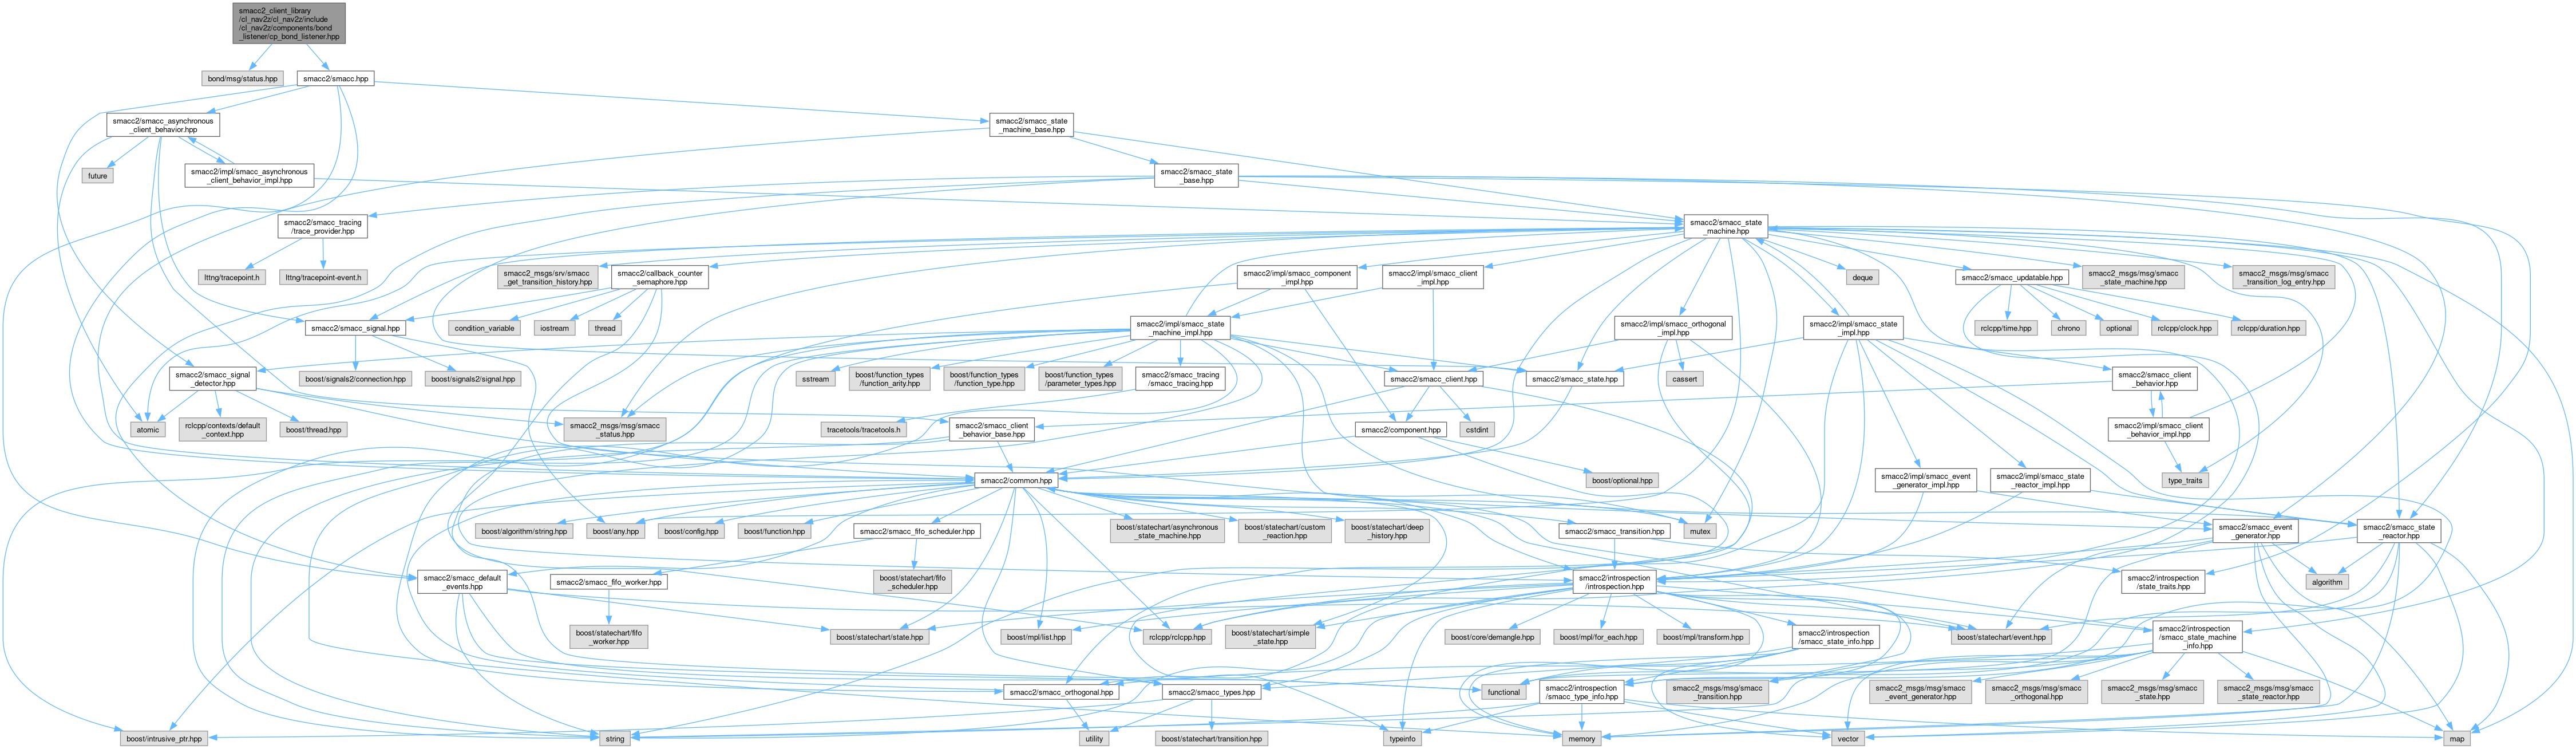 smacc2_client_library
/cl_nav2z/cl_nav2z/include
/cl_nav2z/components/bond
_listener/cp_bond_listener.hpp
bond/msg/status.hpp
smacc2/smacc.hpp
smacc2/smacc_asynchronous
_client_behavior.hpp
smacc2/smacc_state
_machine_base.hpp
future
smacc2/impl/smacc_asynchronous
_client_behavior_impl.hpp
smacc2/smacc_state
_base.hpp
smacc2/smacc_tracing
/trace_provider.hpp
smacc2/smacc_state
_machine.hpp
lttng/tracepoint.h
lttng/tracepoint-event.h
smacc2_msgs/srv/smacc
_get_transition_history.hpp
smacc2/callback_counter
_semaphore.hpp
smacc2/impl/smacc_component
_impl.hpp
smacc2/impl/smacc_client
_impl.hpp
deque
smacc2/smacc_updatable.hpp
smacc2_msgs/msg/smacc
_state_machine.hpp
smacc2_msgs/msg/smacc
_transition_log_entry.hpp
smacc2/smacc_signal.hpp
condition_variable
iostream
thread
smacc2/impl/smacc_state
_machine_impl.hpp
smacc2/impl/smacc_orthogonal
_impl.hpp
smacc2/impl/smacc_state
_impl.hpp
rclcpp/time.hpp
chrono
optional
rclcpp/clock.hpp
rclcpp/duration.hpp
smacc2/smacc_signal
_detector.hpp
boost/signals2/connection.hpp
boost/signals2/signal.hpp
sstream
boost/function_types
/function_arity.hpp
boost/function_types
/function_type.hpp
boost/function_types
/parameter_types.hpp
smacc2/smacc_tracing
/smacc_tracing.hpp
smacc2/smacc_client.hpp
smacc2/smacc_state.hpp
cassert
smacc2/smacc_client
_behavior.hpp
atomic
rclcpp/contexts/default
_context.hpp
boost/thread.hpp
smacc2_msgs/msg/smacc
_status.hpp
tracetools/tracetools.h
smacc2/smacc_client
_behavior_base.hpp
smacc2/component.hpp
cstdint
smacc2/impl/smacc_client
_behavior_impl.hpp
smacc2/common.hpp
boost/optional.hpp
smacc2/impl/smacc_event
_generator_impl.hpp
smacc2/impl/smacc_state
_reactor_impl.hpp
type_traits
boost/algorithm/string.hpp
boost/any.hpp
boost/config.hpp
boost/function.hpp
smacc2/smacc_fifo_scheduler.hpp
boost/statechart/asynchronous
_state_machine.hpp
boost/statechart/custom
_reaction.hpp
boost/statechart/deep
_history.hpp
smacc2/smacc_transition.hpp
mutex
smacc2/smacc_event
_generator.hpp
smacc2/smacc_state
_reactor.hpp
smacc2/smacc_default
_events.hpp
smacc2/smacc_fifo_worker.hpp
boost/statechart/fifo
_scheduler.hpp
smacc2/introspection
/introspection.hpp
algorithm
smacc2/introspection
/state_traits.hpp
boost/statechart/fifo
_worker.hpp
boost/statechart/state.hpp
boost/mpl/list.hpp
rclcpp/rclcpp.hpp
boost/statechart/simple
_state.hpp
boost/core/demangle.hpp
boost/mpl/for_each.hpp
boost/mpl/transform.hpp
smacc2/introspection
/smacc_state_info.hpp
boost/statechart/event.hpp
smacc2/introspection
/smacc_state_machine
_info.hpp
smacc2/smacc_orthogonal.hpp
smacc2/smacc_types.hpp
functional
smacc2/introspection
/smacc_type_info.hpp
smacc2_msgs/msg/smacc
_transition.hpp
smacc2_msgs/msg/smacc
_event_generator.hpp
smacc2_msgs/msg/smacc
_orthogonal.hpp
smacc2_msgs/msg/smacc
_state.hpp
smacc2_msgs/msg/smacc
_state_reactor.hpp
boost/intrusive_ptr.hpp
string
utility
boost/statechart/transition.hpp
typeinfo
memory
vector
map